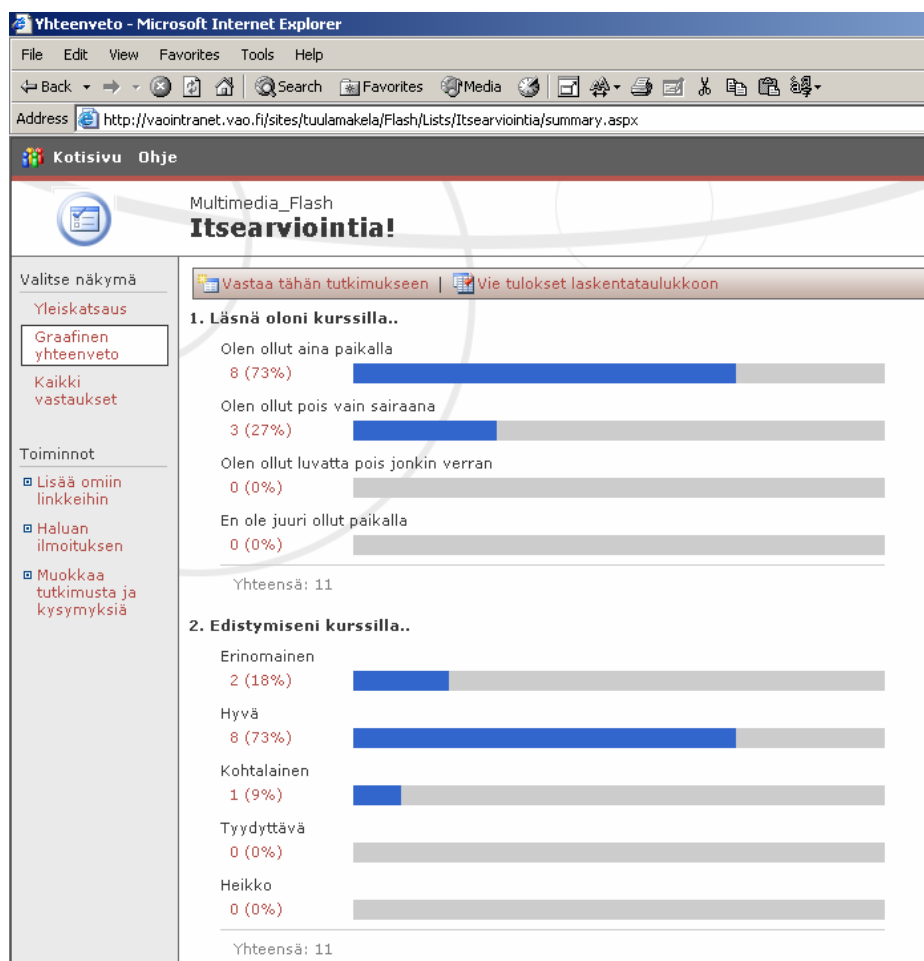 Yhteenveto - Microsoft Internet Explorer
File Edit View Favorites Tools Help
Back Search Favorites Media
Address http://vaointranet.vao.fi/sites/tuulamakela/Flash/Lists/Itsearviointia/summary.aspx
Kotisivu Ohje
Multimedia_Flash
Itsearviointia!
Valitse näkymä
Yleiskatsaus
Graafinen
yhteenveto
Kaikki
vastaukset
Toiminnot
Lisää omiin
linkkeihin
Haluan
ilmoituksen
Muokkaa
tutkimusta ja
kysymyksiä
Vastaa tähän tutkimukseen | Vie tulokset laskentataulukkoon
1. Läsnä oloni kurssilla..
Olen ollut aina paikalla
8 (73%)
Olen ollut pois vain sairaana
3 (27%)
Olen ollut luvatta pois jonkin verran
0 (0%)
En ole juuri ollut paikalla
0 (0%)
Yhteensä: 11
2. Edistymiseni kurssilla..
Erinomainen
2 (18%)
Hyvä
8 (73%)
Kohtalainen
1 (9%)
Tyydyttävä
0 (0%)
Heikko
0 (0%)
Yhteensä: 11